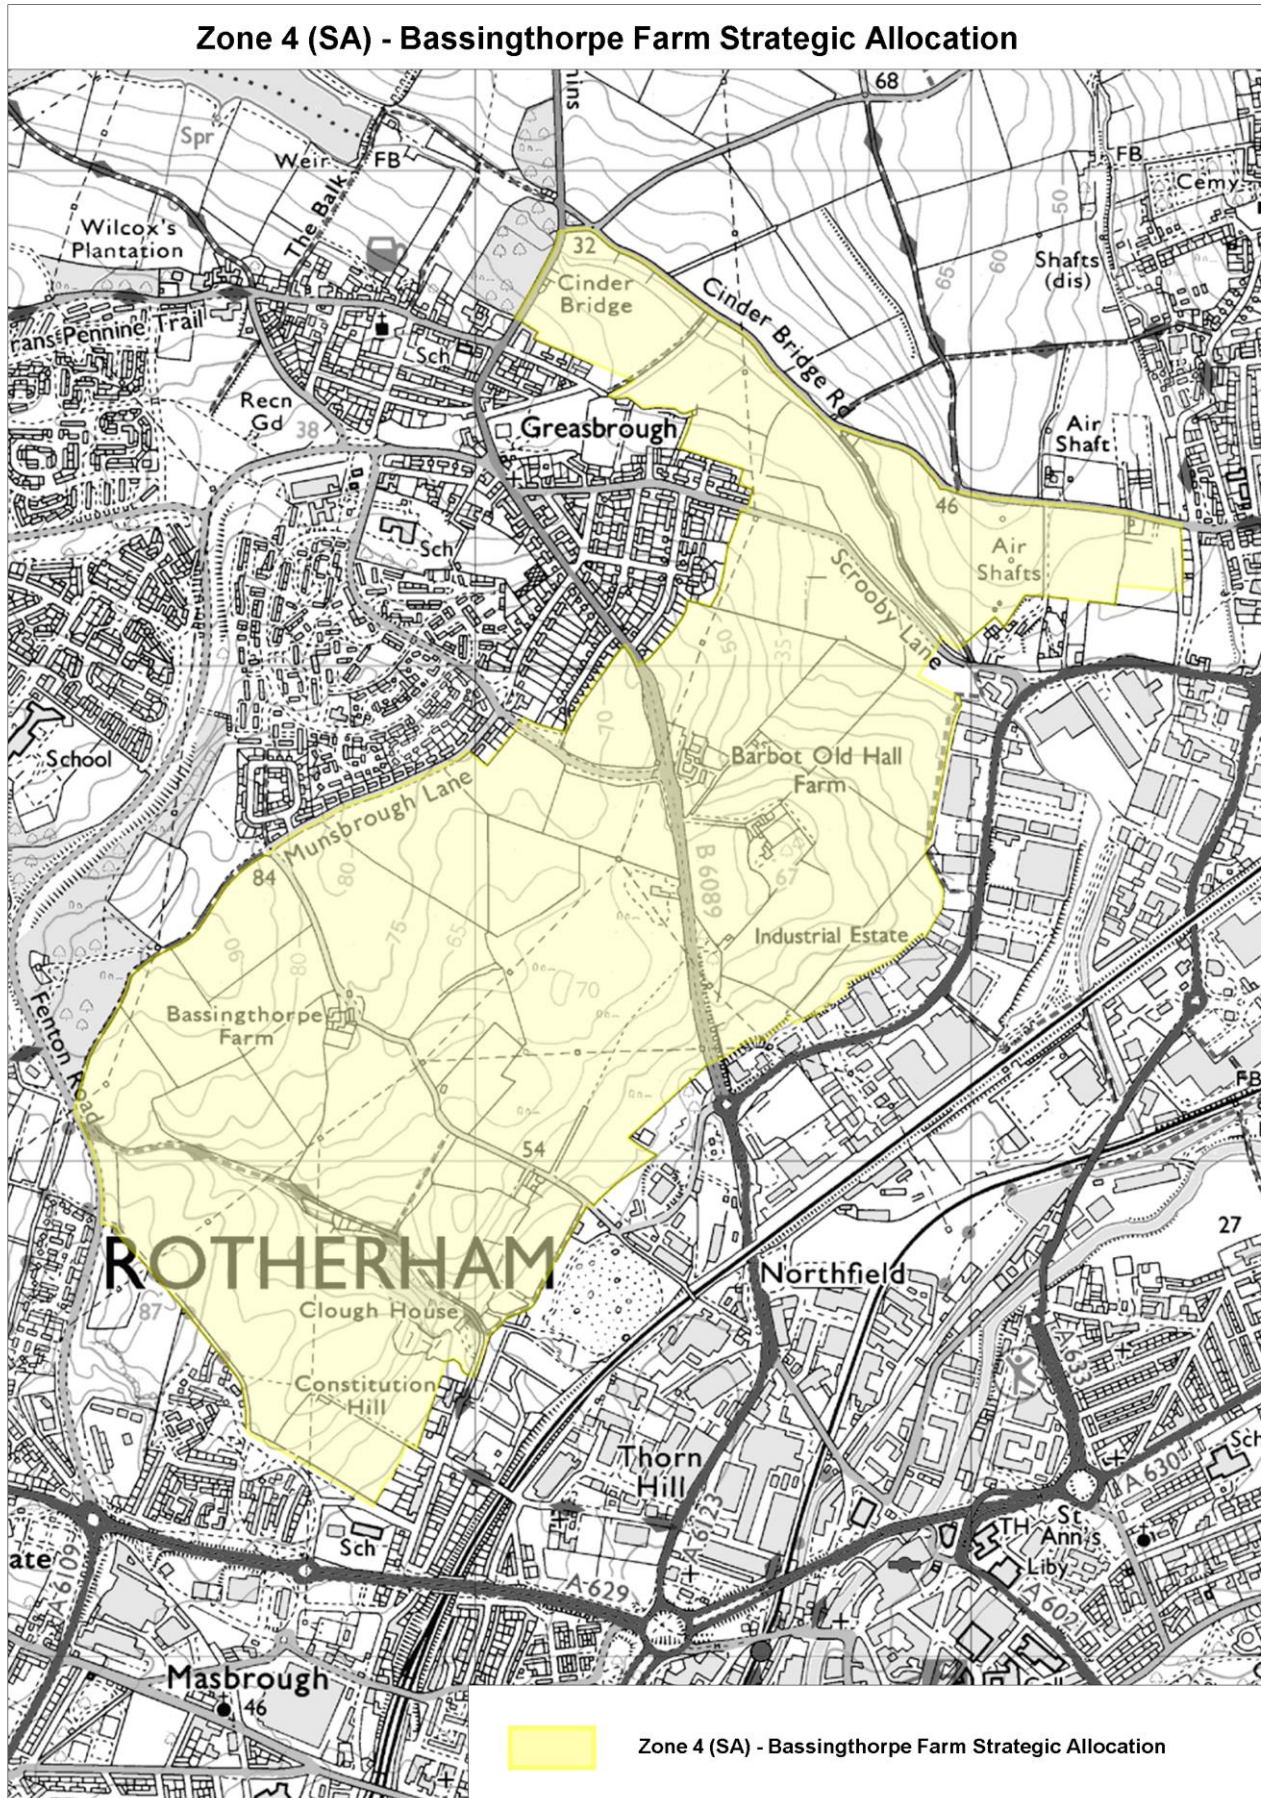 Zone 4 (SA) - Bassingthorpe Farm Strategic Allocation
68
Spr
Weir
FB
FB
Cemy
The Balk
50
Wilcox's
Plantation
32
Cinder
Bridge
65
60
Shafts
(dis)
Cinder Bridge Rd
rans Pennine Trail
Sch
Recn
Gd
38
Greasbrough
Air
Shaft
46
Sch
Air
Shafts
Scrooby Lane
50
35
70
School
Barbot Old Hall
Farm
Munsbrough Lane
84
80
B 6089
67
75
65
90
80
Industrial Estate
70
Bassingthorpe
Farm
Fenton Road
FB
54
27
ROTHERHAM
Northfield
Clough House
87
A 633
Constitution
Hill
Thorn
Hill
Sch
A 630
TH
St
Ann's
Liby
Sch
ate
A 6109
A 6123
A 629
A 602
Masbrough
46
Coll
Zone 4 (SA) - Bassingthorpe Farm Strategic Allocation